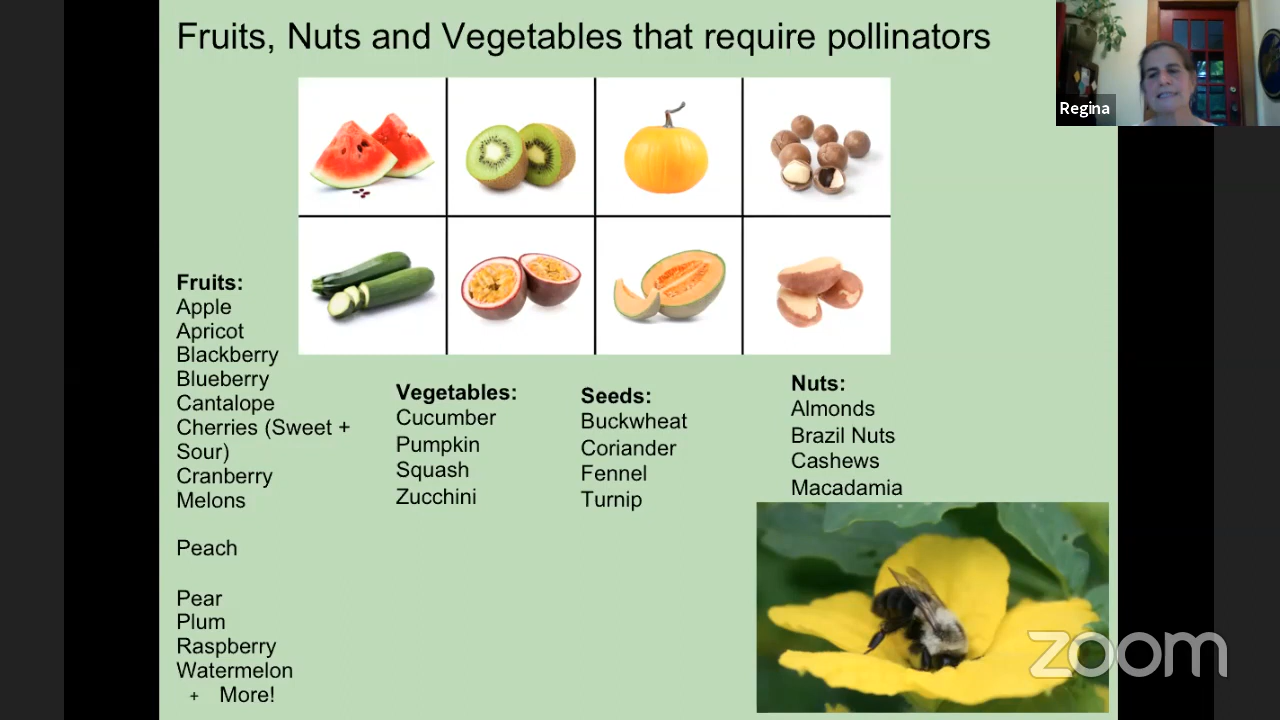 Fruits, Nuts and Vegetables that require pollinators
Regina
Fruits:
Apple
Apricot
Blackberry
Blueberry
Cantalope
Cherries (Sweet +
Sour)
Cranberry
Melons
Peach
Pear
Plum
Raspberry
Watermelon
+ More!
Vegetables:
Cucumber
Pumpkin
Squash
Zucchini
Seeds:
Buckwheat
Coriander
Fennel
Turnip
Nuts:
Almonds
Brazil Nuts
Cashews
Macadamia
zoom